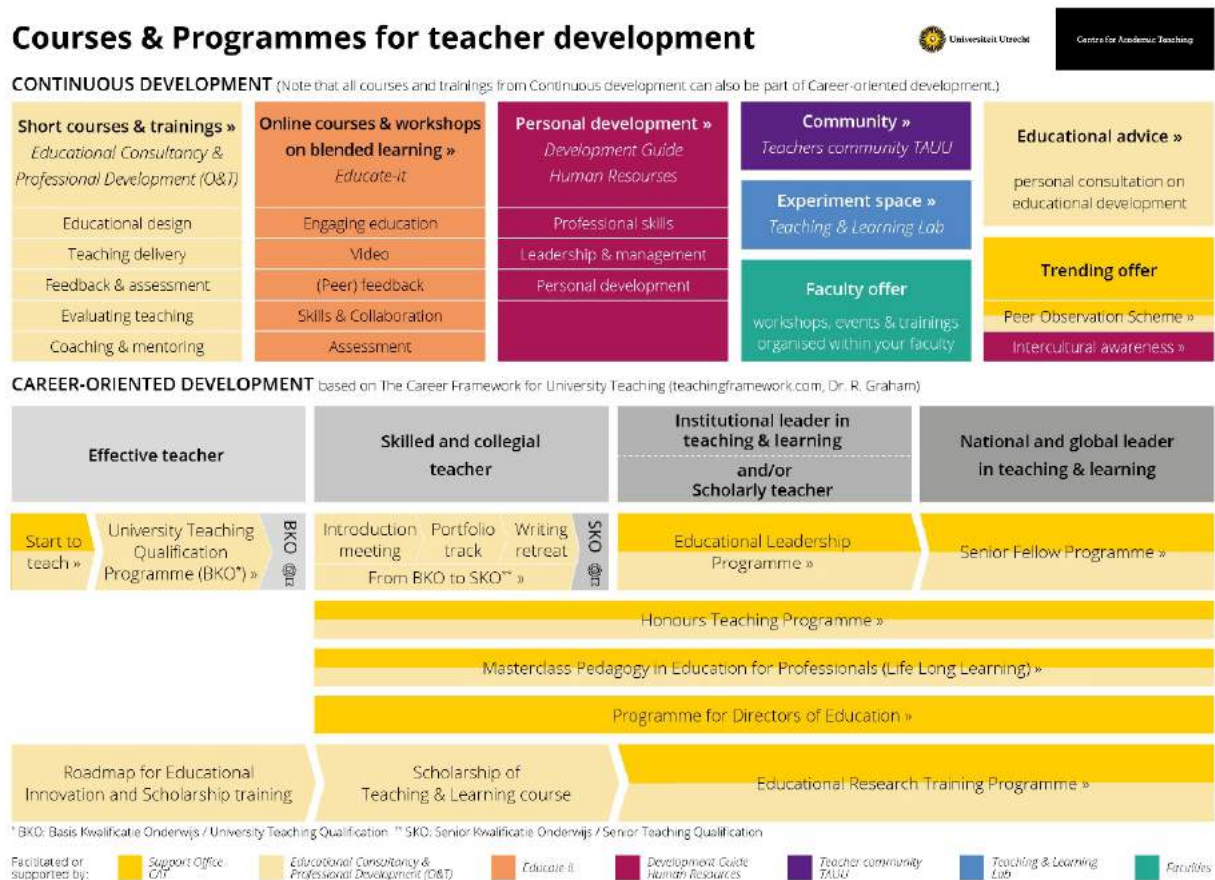 Courses & Programmes for teacher development
Universiteit Utrecht
Centre for Academic Teaching
CONTINUOUS DEVELOPMENT (Note that all courses and trainings from Continuous development can also be part of Career-oriented development.)
Short courses & trainings »
Educational Consultancy &
Professional Development (O&T)
Educational design
Teaching delivery
Feedback & assessment
Evaluating teaching
Coaching & mentoring
Online courses & workshops
on blended learning »
Educate-it
Engaging education
Video
(Peer) feedback
Skills & Collaboration
Assessment
Personal development »
Development Guide
Human Resourses
Professional skills
Leadership & management
Personal development
Community »
Teachers community TAUU
Experiment space »
Teaching & Learning Lab
Faculty offer
workshops, events & trainings
organised within your faculty
Educational advice »
personal consultation on
educational development
Trending offer
Peer Observation Scheme »
Intercultural awareness »
CAREER-ORIENTED DEVELOPMENT based on The Career Framework for University Teaching (teachingframework.com, Dr. R. Graham)
Effective teacher
Skilled and collegial
teacher
Institutional leader in
teaching & learning
and/or
Scholarly teacher
National and global leader
in teaching & learning
Start to
teach »
University Teaching
Qualification
Programme (BKO*) »
BKO
Introduction
meeting
Portfolio
track
Writing
retreat
From BKO to SKO** »
SKO
Educational Leadership
Programme »
Senior Fellow Programme »
Honours Teaching Programme »
Masterclass Pedagogy in Education for Professionals (Life Long Learning) »
Programme for Directors of Education »
Roadmap for Educational
Innovation and Scholarship training
Scholarship of
Teaching & Learning course
Educational Research Training Programme »
* BKO: Basis Kwalificatie Onderwijs / University Teaching Qualification ** SKO: Senior Kwalificatie Onderwijs / Senior Teaching Qualification
Facilitated or
supported by:
Support Office
CAT
Educational Consultancy &
Professional Development (O&T)
Educate-it
Development Guide
Human Resources
Teacher community
TAUU
Teaching & Learning
Lab
Faculties